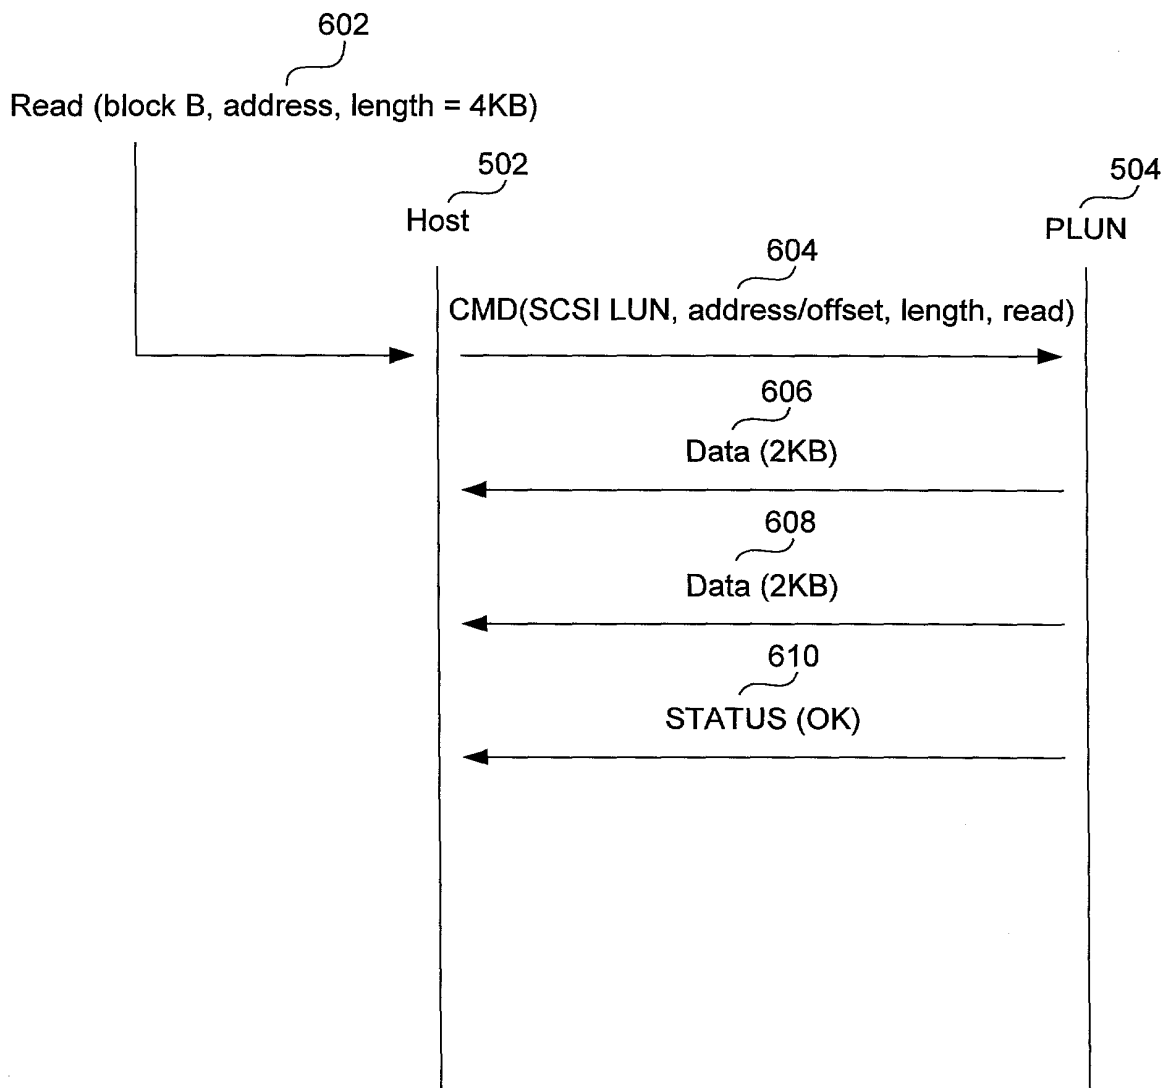 602
Read (block B, address, length = 4KB)
502
504
Host
PLUN
604
CMD(SCSI LUN, address/offset, length, read)
606
Data (2KB)
608
Data (2KB)
610
STATUS (OK)